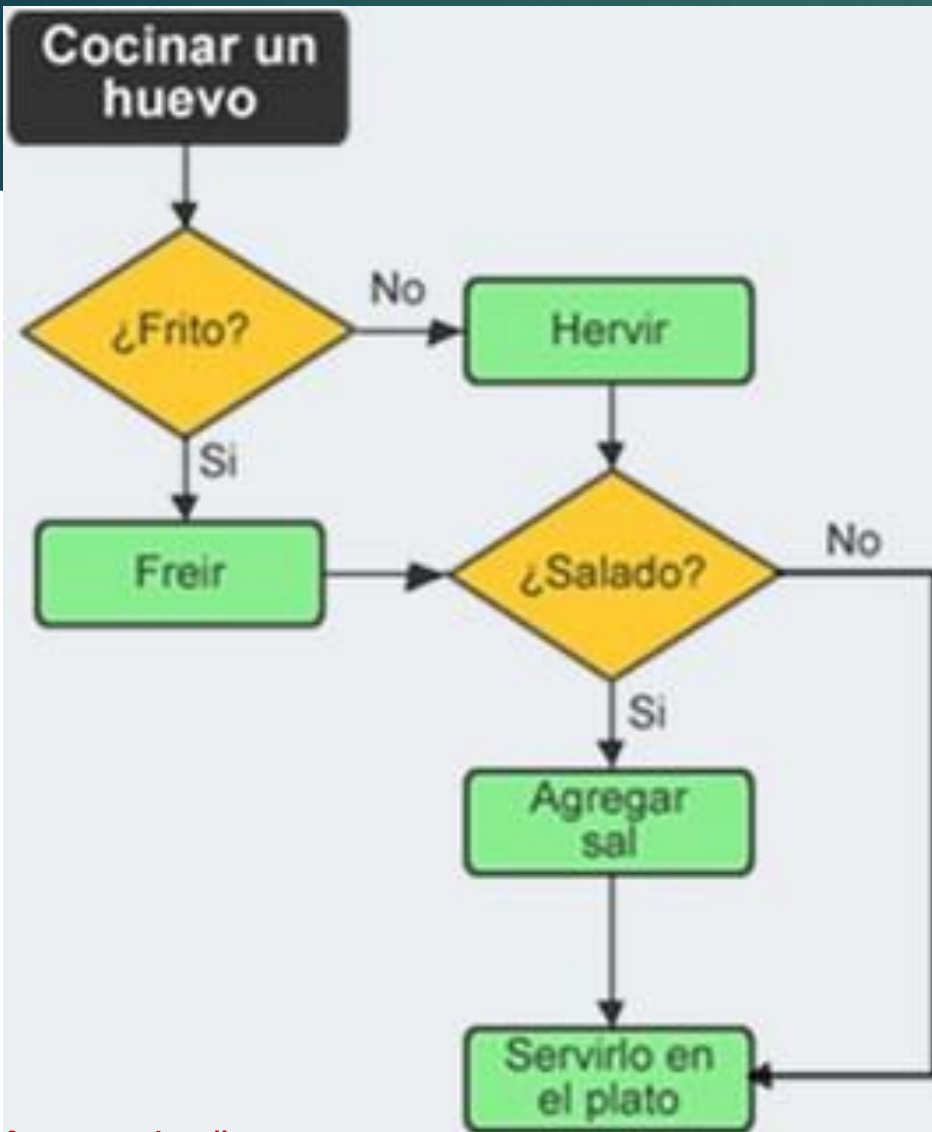 Cocinar un
huevo
¿Frito?
No
Hervir
Si
Freir
¿Salado?
No
Si
Agregar
sal
Servirlo en
el plato